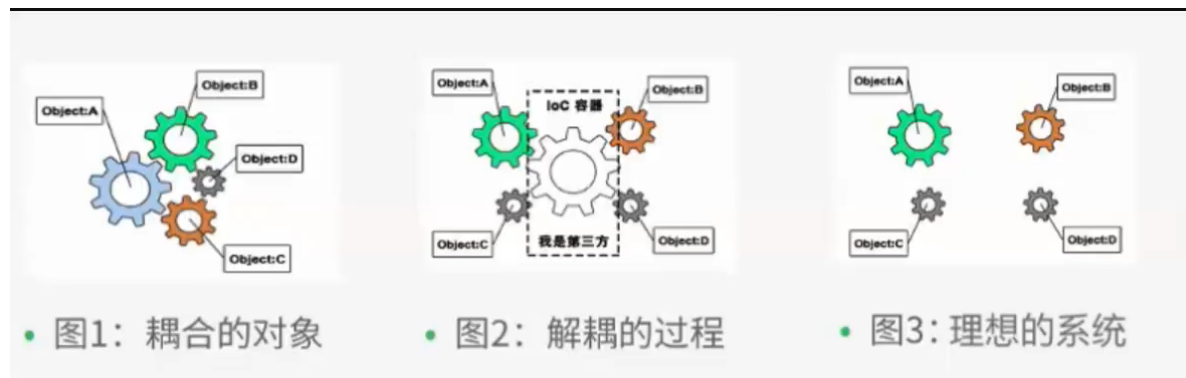 Object:B
Object:A
Object:D
Object:C
图1：耦合的对象
Object:A
IoC 容器
Object:B
Object:C
我是第三方
Object:D
图2：解耦的过程
Object:A
Object:B
Object:C
Object:D
图3：理想的系统